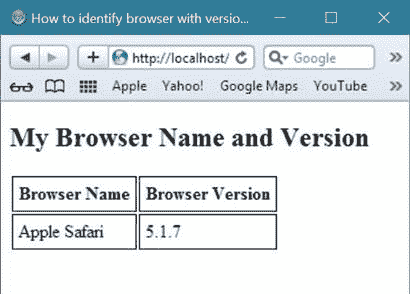 How to identify browser with versio...
http://localhost/ Google
Apple Yahoo! Google Maps YouTube
My Browser Name and Version
Browser Name Browser Version
Apple Safari 5.1.7